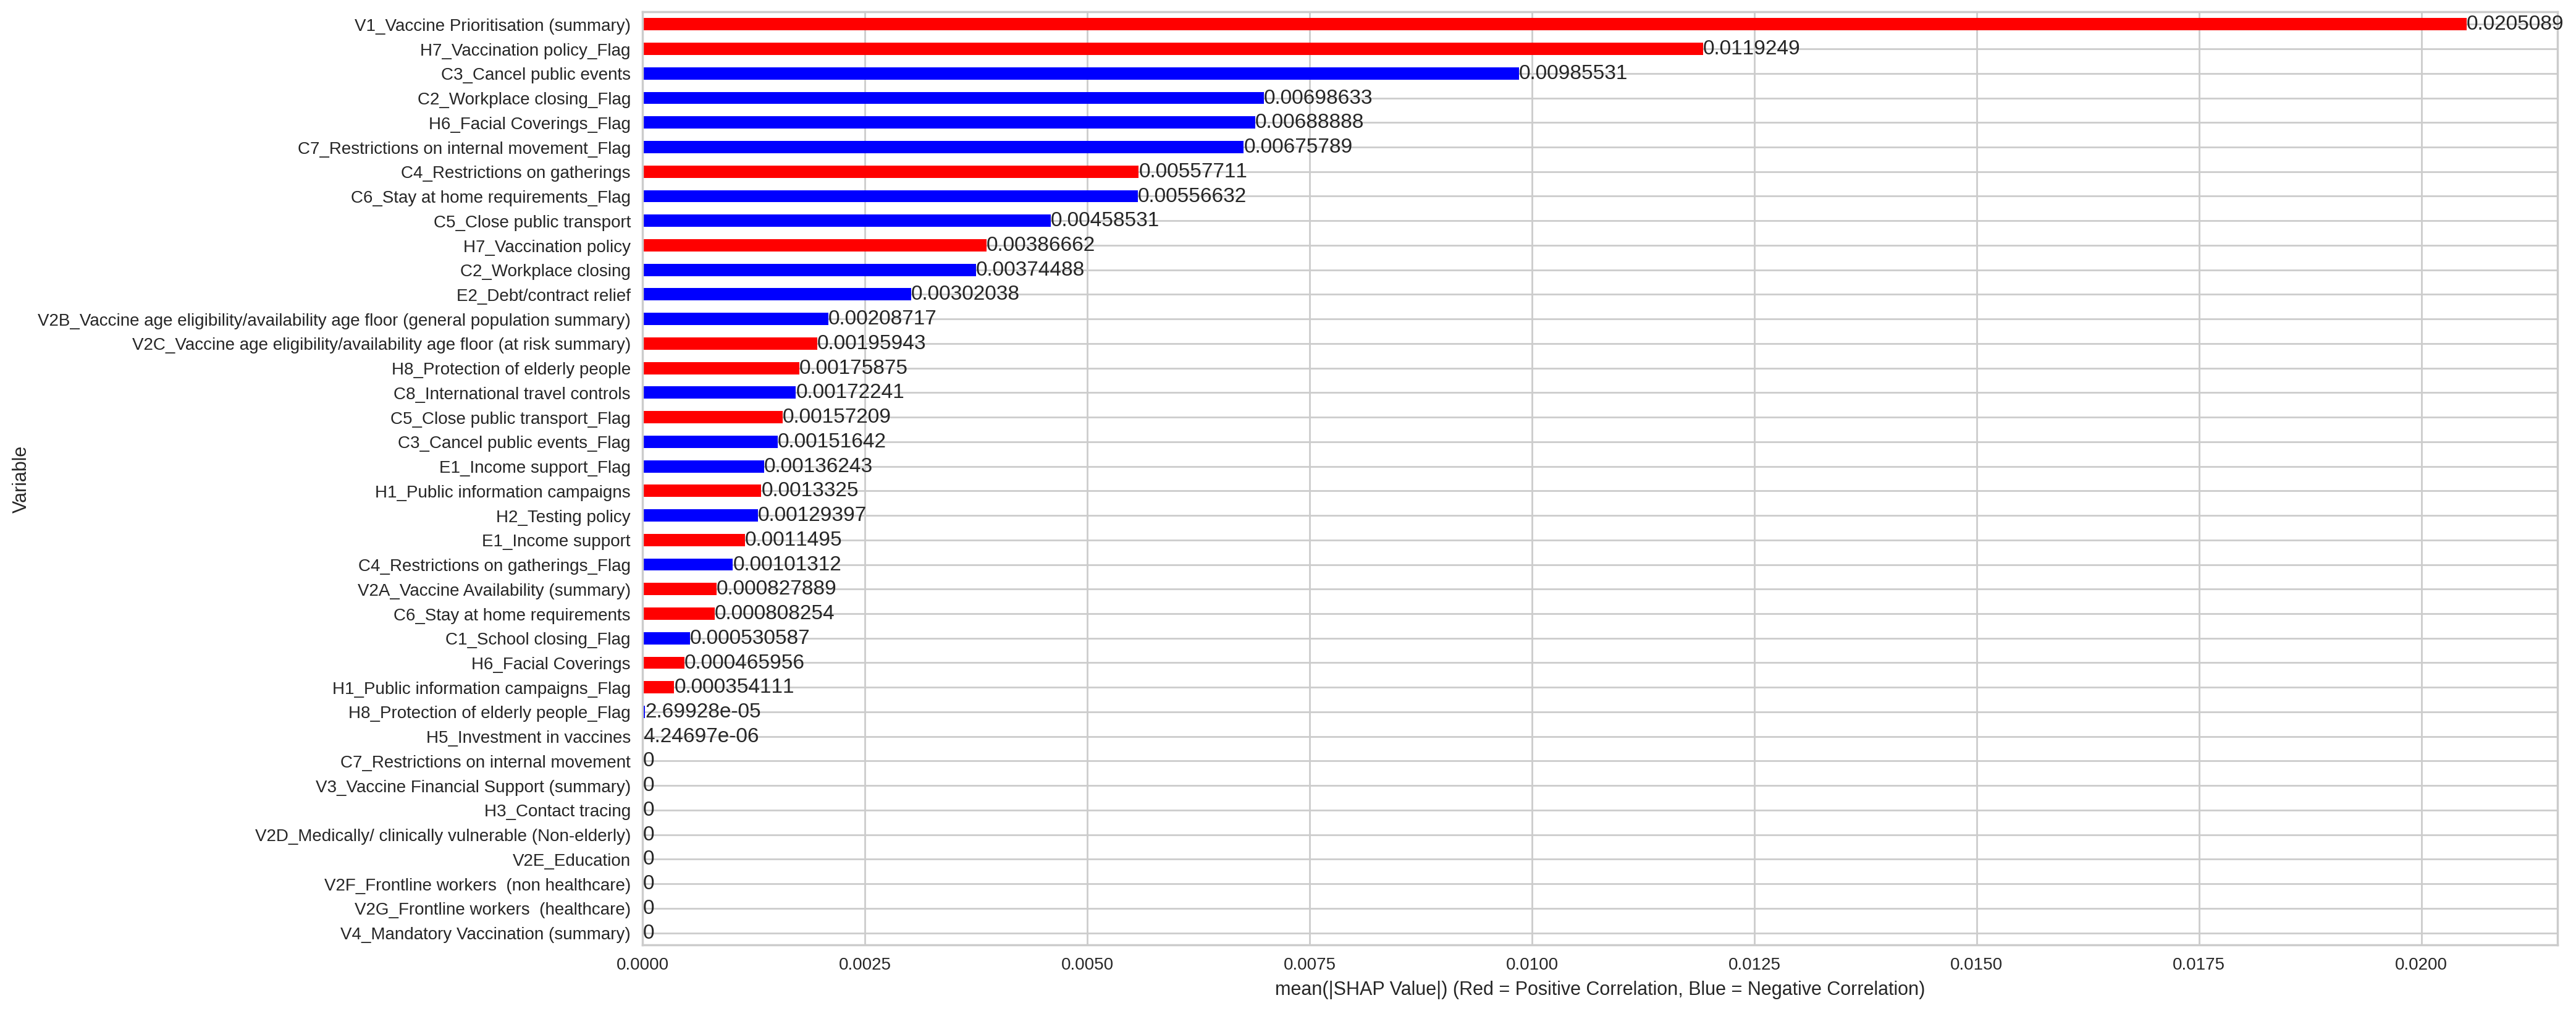 V1_Vaccine Prioritisation (summary) 0.0205089
H7_Vaccination policy_Flag 0.0119249
C3_Cancel public events 0.00985531
C2_Workplace closing_Flag 0.00698633
H6_Facial Coverings_Flag 0.00688888
C7_Restrictions on internal movement_Flag 0.00675789
C4_Restrictions on gatherings 0.00557711
C6_Stay at home requirements_Flag 0.00556632
C5_Close public transport 0.00458531
H7_Vaccination policy 0.00386662
C2_Workplace closing 0.00374488
E2_Debt/contract relief 0.00302038
V2B_Vaccine age eligibility/availability age floor (general population summary) 0.00208717
V2C_Vaccine age eligibility/availability age floor (at risk summary) 0.00195943
H8_Protection of elderly people 0.00175875
C8_International travel controls 0.00172241
C5_Close public transport_Flag 0.00157209
C3_Cancel public events_Flag 0.00151642
E1_Income support_Flag 0.00136243
H1_Public information campaigns 0.0013325
H2_Testing policy 0.00129397
E1_Income support 0.0011495
C4_Restrictions on gatherings_Flag 0.00101312
V2A_Vaccine Availability (summary) 0.000827889
C6_Stay at home requirements 0.000808254
C1_School closing_Flag 0.000530587
H6_Facial Coverings 0.000465956
H1_Public information campaigns_Flag 0.000354111
H8_Protection of elderly people_Flag 2.69928e-05
H5_Investment in vaccines 4.24697e-06
C7_Restrictions on internal movement 0
V3_Vaccine Financial Support (summary) 0
H3_Contact tracing 0
V2D_Medically/ clinically vulnerable (Non-elderly) 0
V2E_Education 0
V2F_Frontline workers  (non healthcare) 0
V2G_Frontline workers  (healthcare) 0
V4_Mandatory Vaccination (summary) 0
Variable
0.0000 0.0025 0.0050 0.0075 0.0100 0.0125 0.0150 0.0175 0.0200
mean(|SHAP Value|) (Red = Positive Correlation, Blue = Negative Correlation)